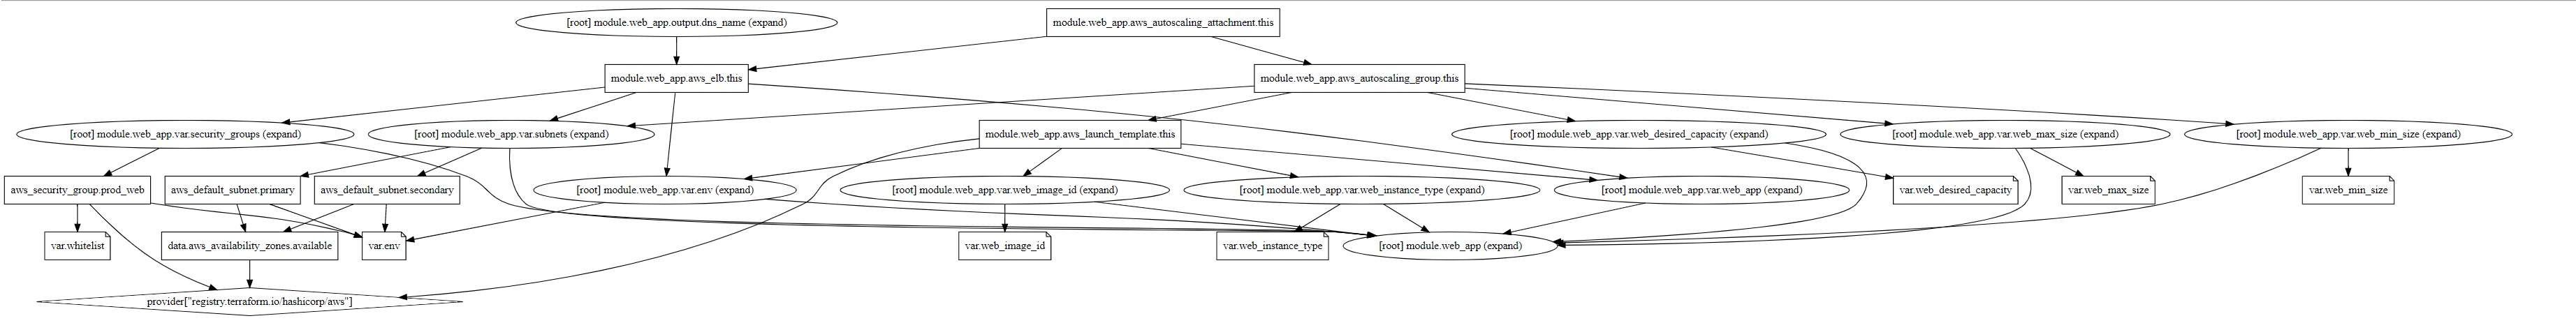 [root] module.web_app.output.dns_name (expand)
module.web_app.aws_autoscaling_attachment.this
module.web_app.aws_elb.this
module.web_app.aws_autoscaling_group.this
[root] module.web_app.var.security_groups (expand)
[root] module.web_app.var.subnets (expand)
module.web_app.aws_launch_template.this
[root] module.web_app.var.web_desired_capacity (expand)
[root] module.web_app.var.web_max_size (expand)
[root] module.web_app.var.web_min_size (expand)
aws_security_group.prod_web
aws_default_subnet.primary
aws_default_subnet.secondary
[root] module.web_app.var.env (expand)
[root] module.web_app.var.web_image_id (expand)
[root] module.web_app.var.web_instance_type (expand)
[root] module.web_app.var.web_app (expand)
var.web_desired_capacity
var.web_max_size
var.web_min_size
var.whitelist
data.aws_availability_zones.available
var.env
var.web_image_id
var.web_instance_type
[root] module.web_app (expand)
provider["registry.terraform.io/hashicorp/aws"]